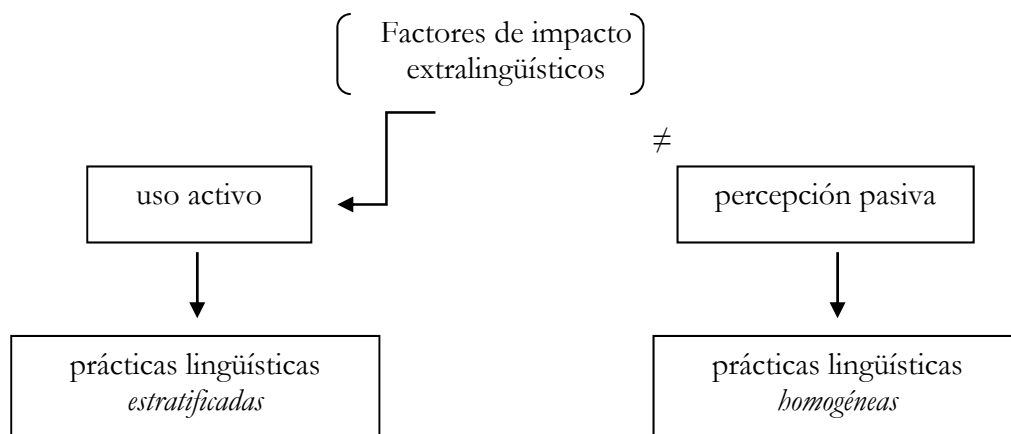 Factores de impacto
extralingüísticos
≠
uso activo
percepción pasiva
prácticas lingüísticas
estratificadas
prácticas lingüísticas
homogéneas